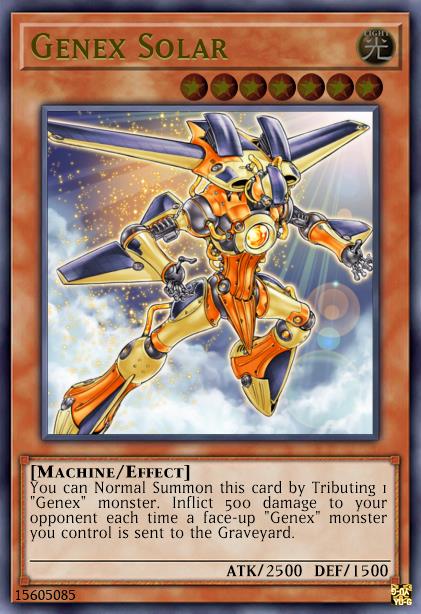 GENEX SOLAR
LIGHT
光
[MACHINE/EFFECT]
You can Normal Summon this card by Tributing 1
"Genex" monster. Inflict 500 damage to your
opponent each time a face-up "Genex" monster
you control is sent to the Graveyard.
ATK/2500 DEF/1500
15605085